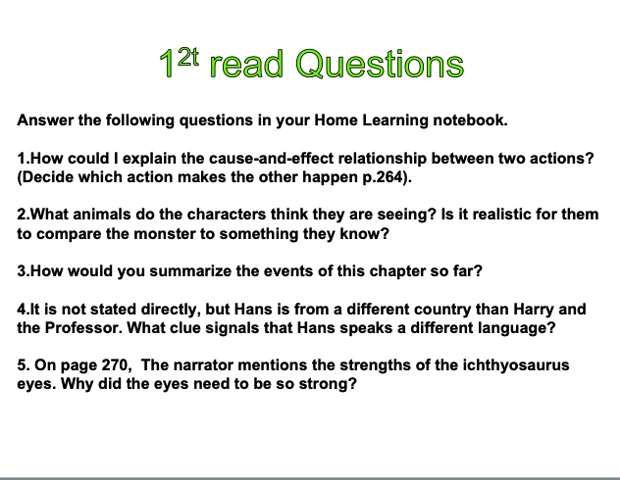 12t read Questions
Answer the following questions in your Home Learning notebook.
1.How could I explain the cause-and-effect relationship between two actions?
(Decide which action makes the other happen p.264).
2.What animals do the characters think they are seeing? Is it realistic for them
to compare the monster to something they know?
3.How would you summarize the events of this chapter so far?
4.It is not stated directly, but Hans is from a different country than Harry and
the Professor. What clue signals that Hans speaks a different language?
5. On page 270,  The narrator mentions the strengths of the ichthyosaurus
eyes. Why did the eyes need to be so strong?